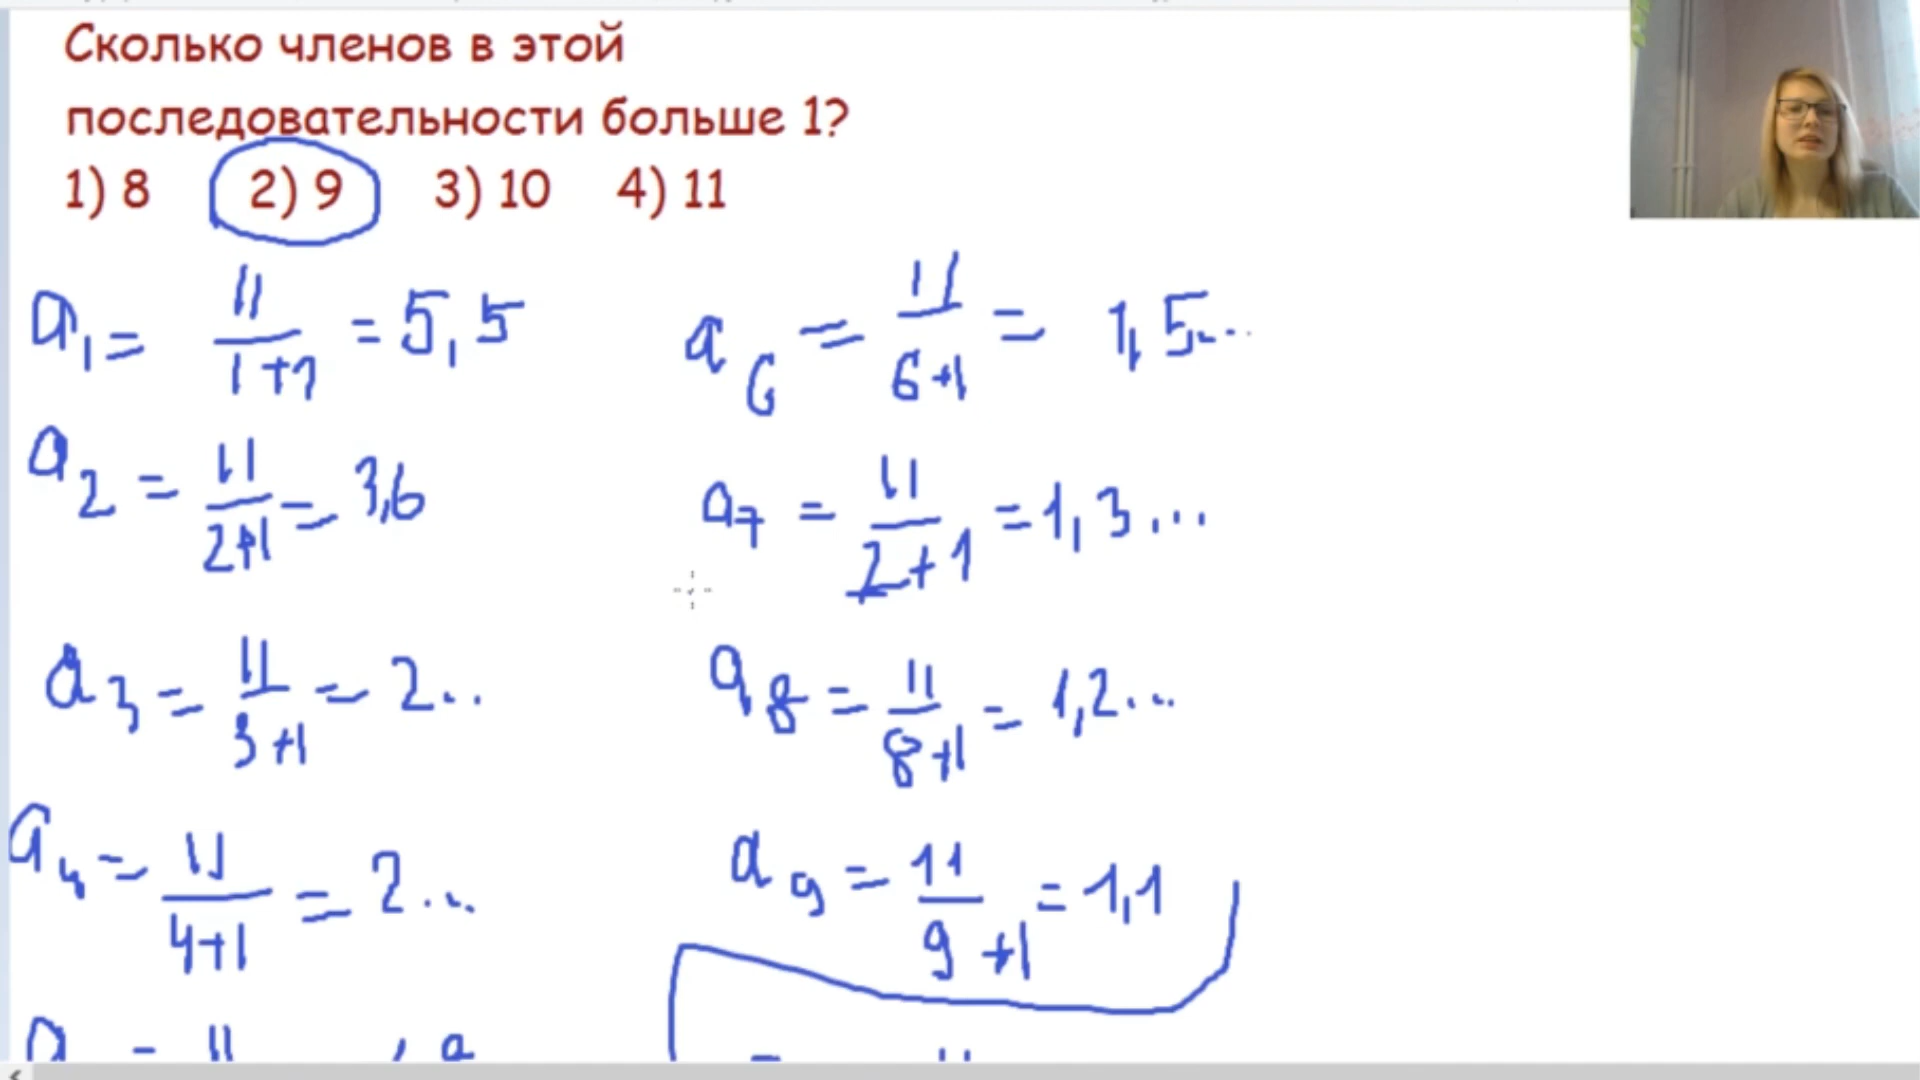 Сколько членов в этой
последовательности больше 1?
1) 8 2) 9 3) 10 4) 11
a₁ = 11/(1+1) = 5,5
a₂ = 11/(2+1) = 3,6
a₃ = 11/(3+1) = 2...
a₄ = 11/(4+1) = 2...
a₆ = 11/(6+1) = 1,5...
a₇ = 11/(7+1) = 1,3...
a₈ = 11/(8+1) = 1,2...
a₉ = 11/(9+1) = 1,1